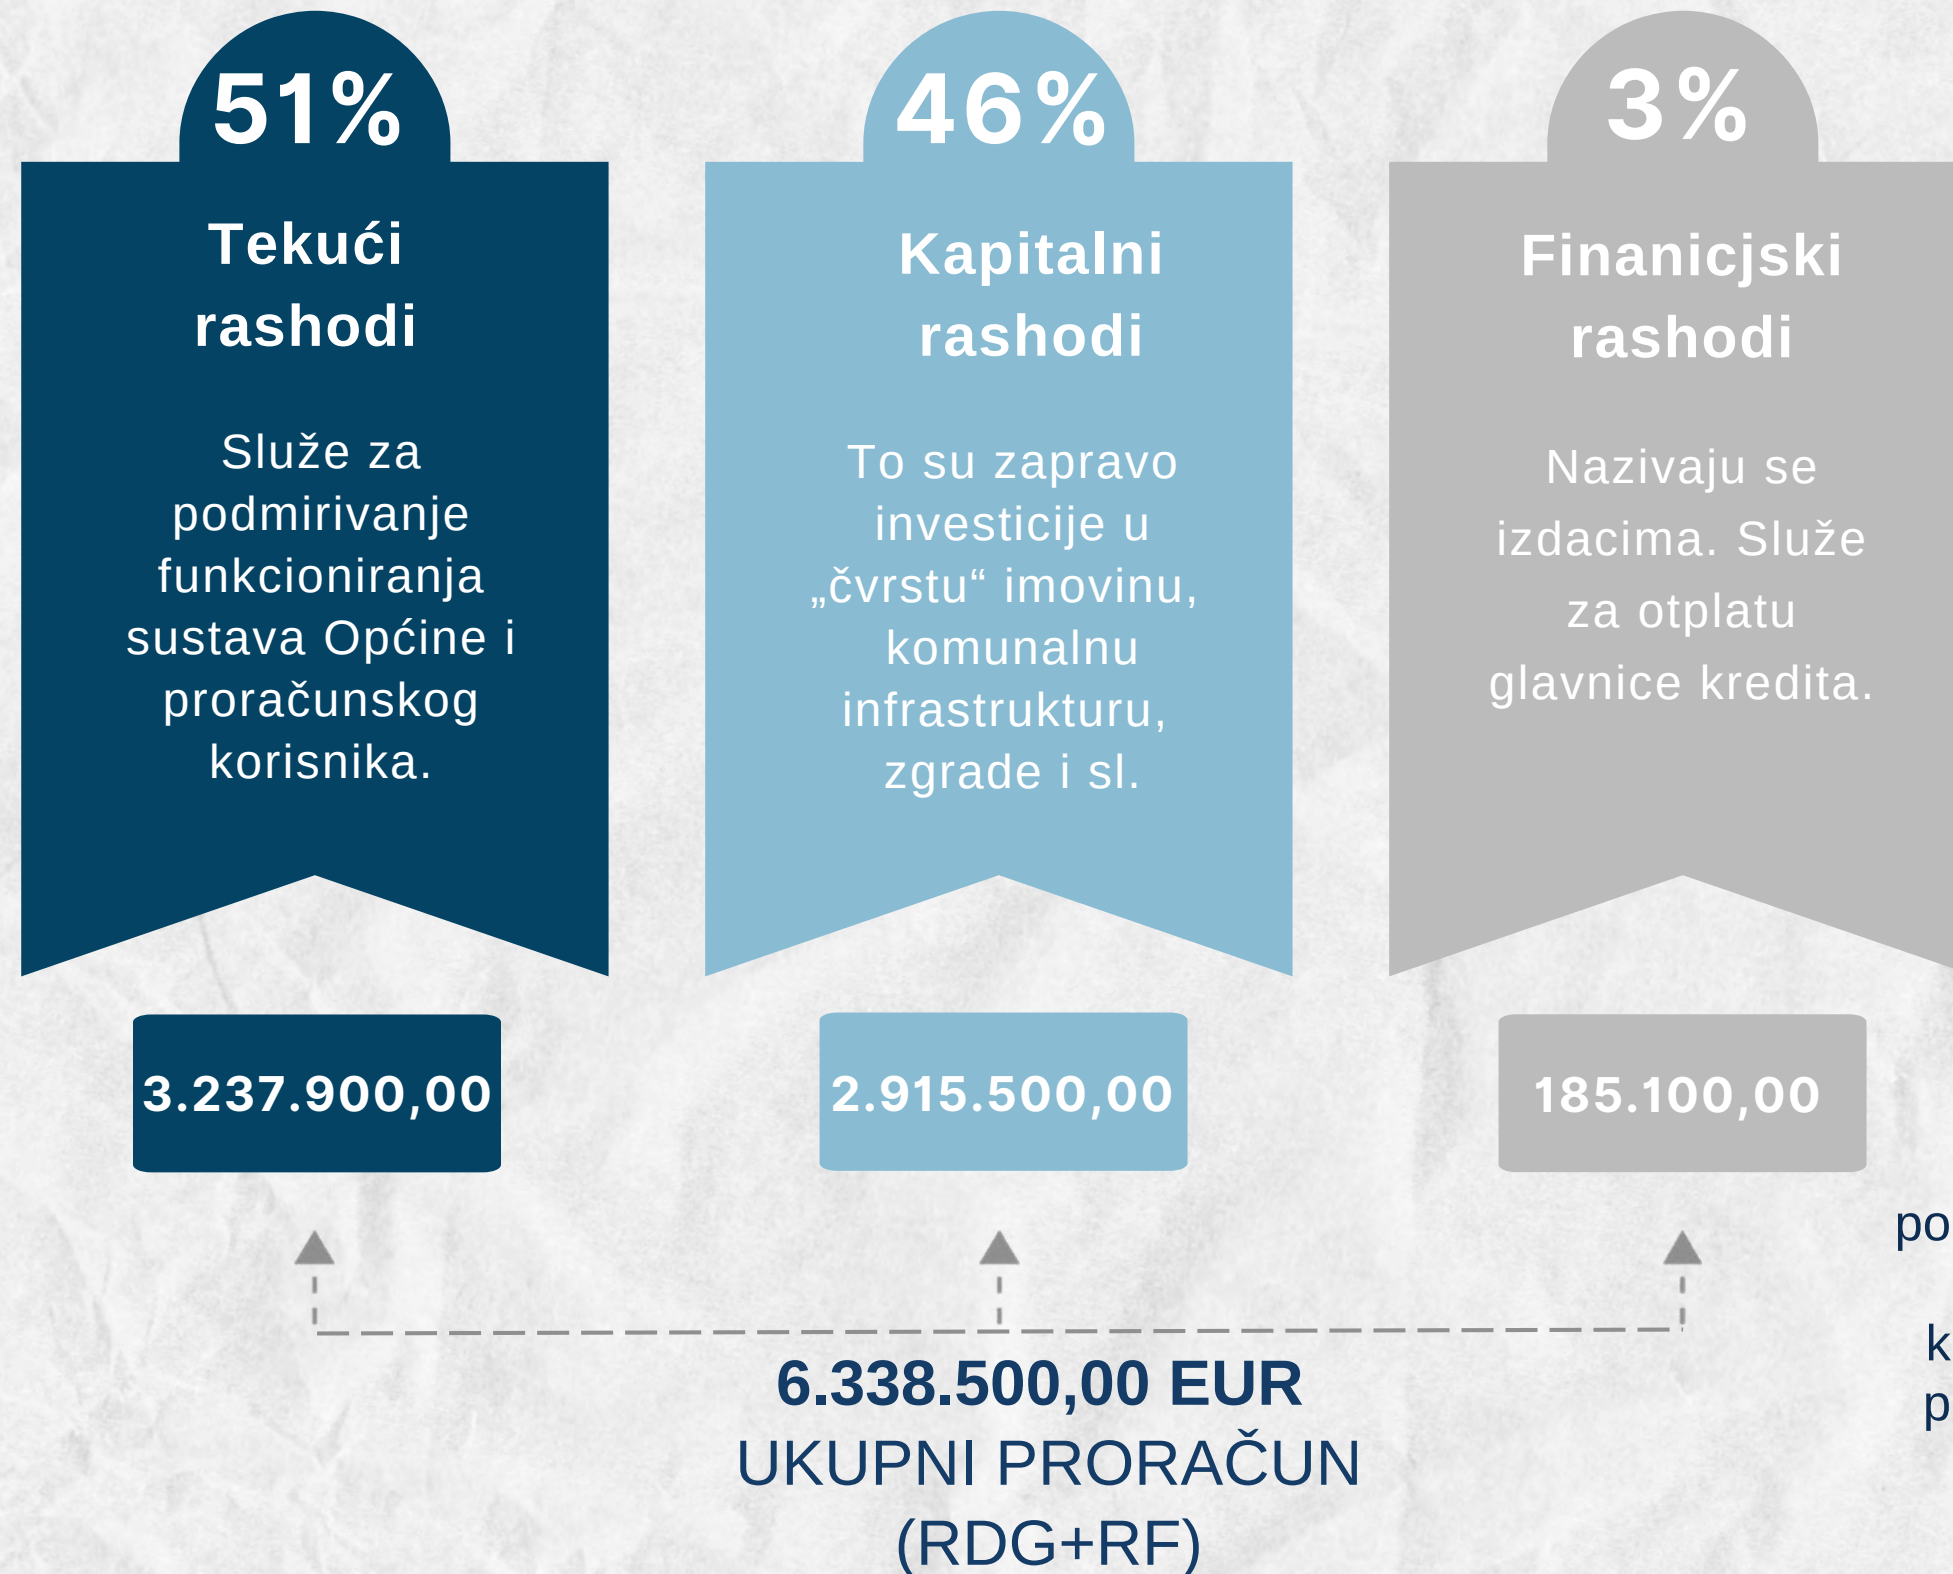 51%
Tekući
rashodi
Služe za
podmirivanje
funkcioniranja
sustava Općine i
proračunskog
korisnika.
3.237.900,00
46%
Kapitalni
rashodi
To su zapravo
investicije u
„čvrstu“ imovinu,
komunalnu
infrastrukturu,
zgrade i sl.
2.915.500,00
3%
Finanicjski
rashodi
Nazivaju se
izdacima. Služe
za otplatu
glavnice kredita.
185.100,00
6.338.500,00 EUR
UKUPNI PRORAČUN
(RDG+RF)